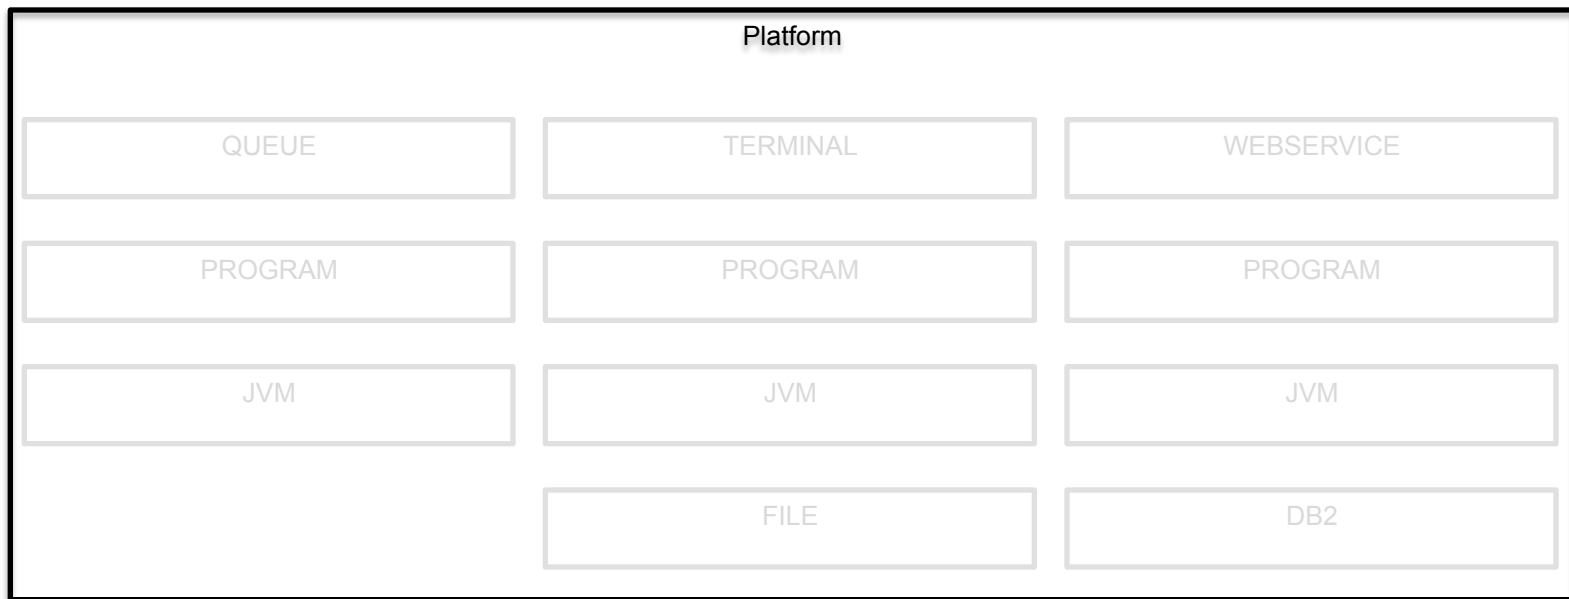 Platform
QUEUE TERMINAL WEBSERVICE
PROGRAM PROGRAM PROGRAM
JVM JVM JVM
FILE DB2